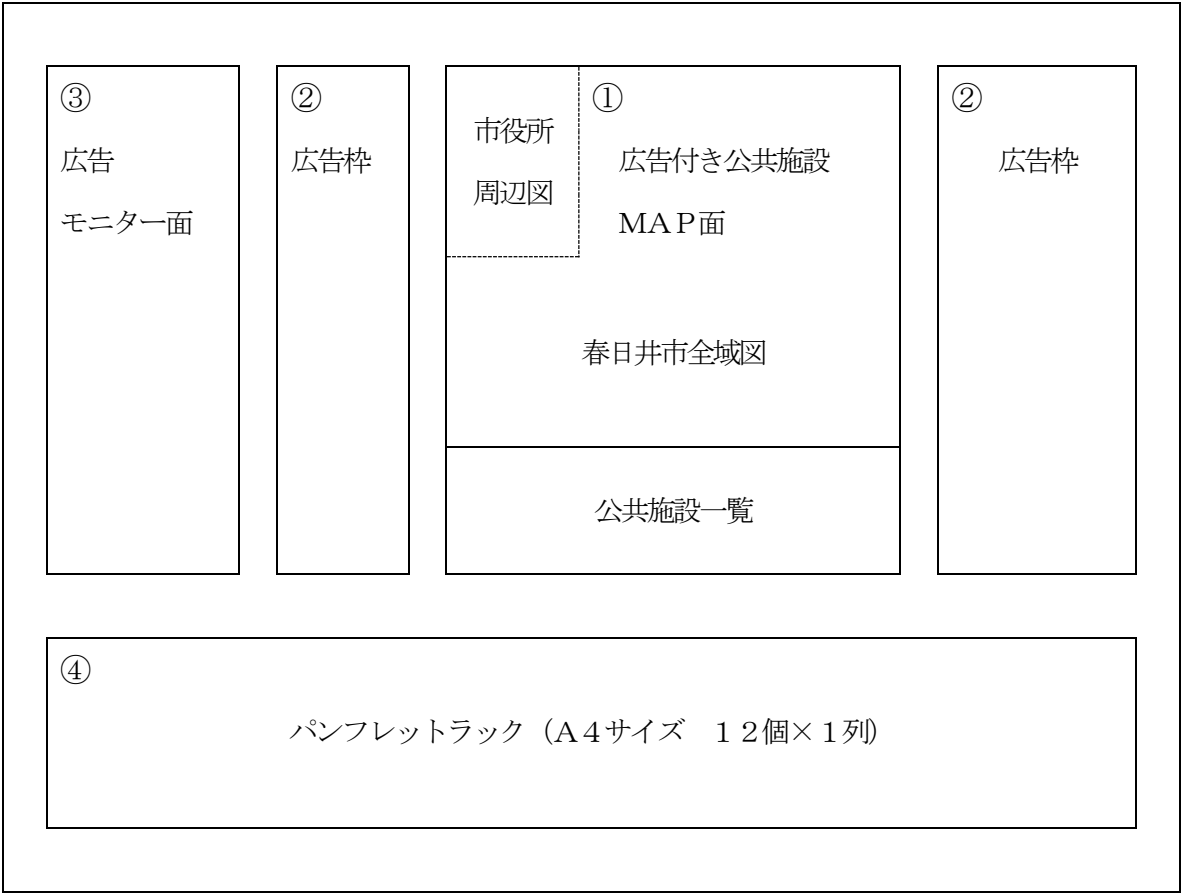 ③
広告
モニター面
②
広告枠
市役所
周辺図
①
広告付き公共施設
ＭＡＰ面
春日井市全域図
公共施設一覧
②
広告枠
④
パンフレットラック（Ａ４サイズ　１２個×１列）